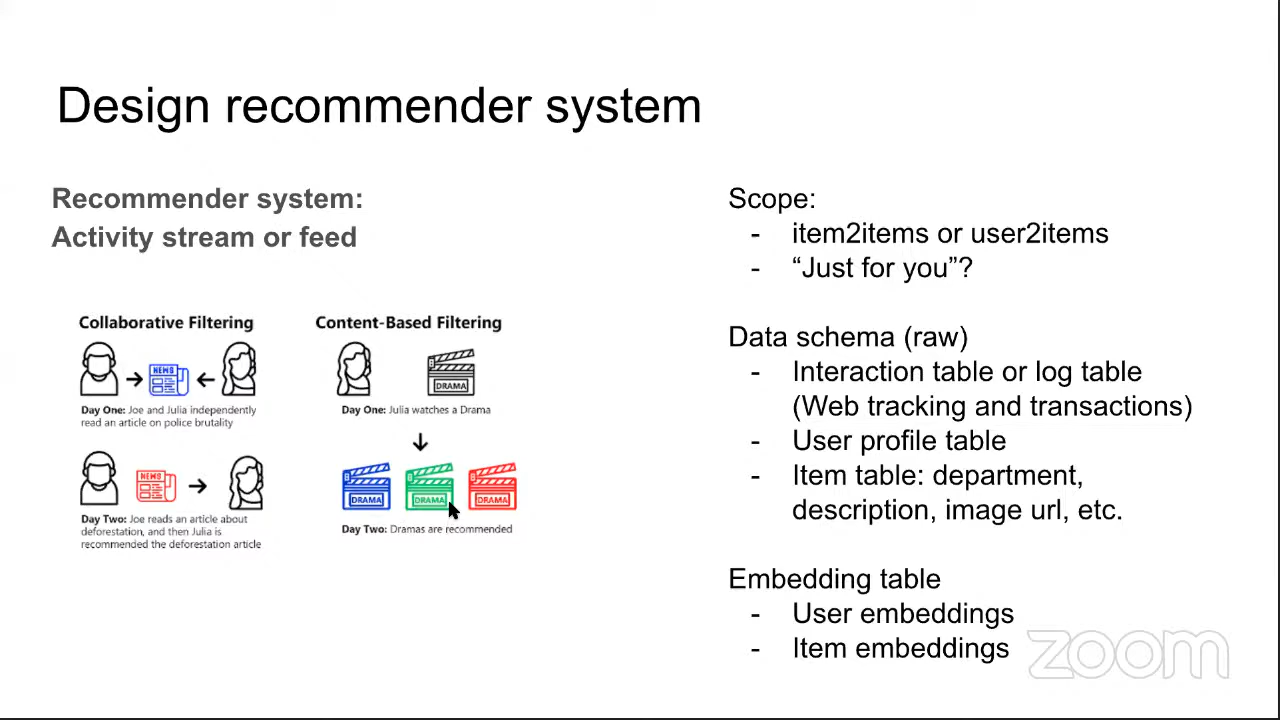 Design recommender system
Recommender system:
Activity stream or feed
Collaborative Filtering
NEWS
Day One: Joe and Julia independently
read an article on police brutality
NEWS
Day Two: Joe reads an article about
deforestation, and then Julia is
recommended the deforestation article
Content-Based Filtering
DRAMA
Day One: Julia watches a Drama
DRAMA
DRAMA
DRAMA
Day Two: Dramas are recommended
Scope:
- item2items or user2items
- “Just for you”?
Data schema (raw)
- Interaction table or log table
(Web tracking and transactions)
- User profile table
- Item table: department,
description, image url, etc.
Embedding table
- User embeddings
- Item embeddings
zoom